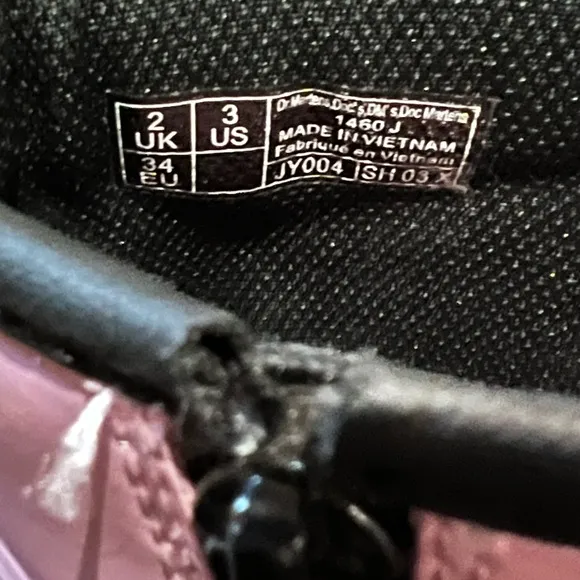 2 UK
3 US
34 EU
Dr.Martens,Doc's,DM's,Doc Martens
1460 J
MADE IN VIETNAM
Fabriqué en Vietnam
JY004 ISH 03 X